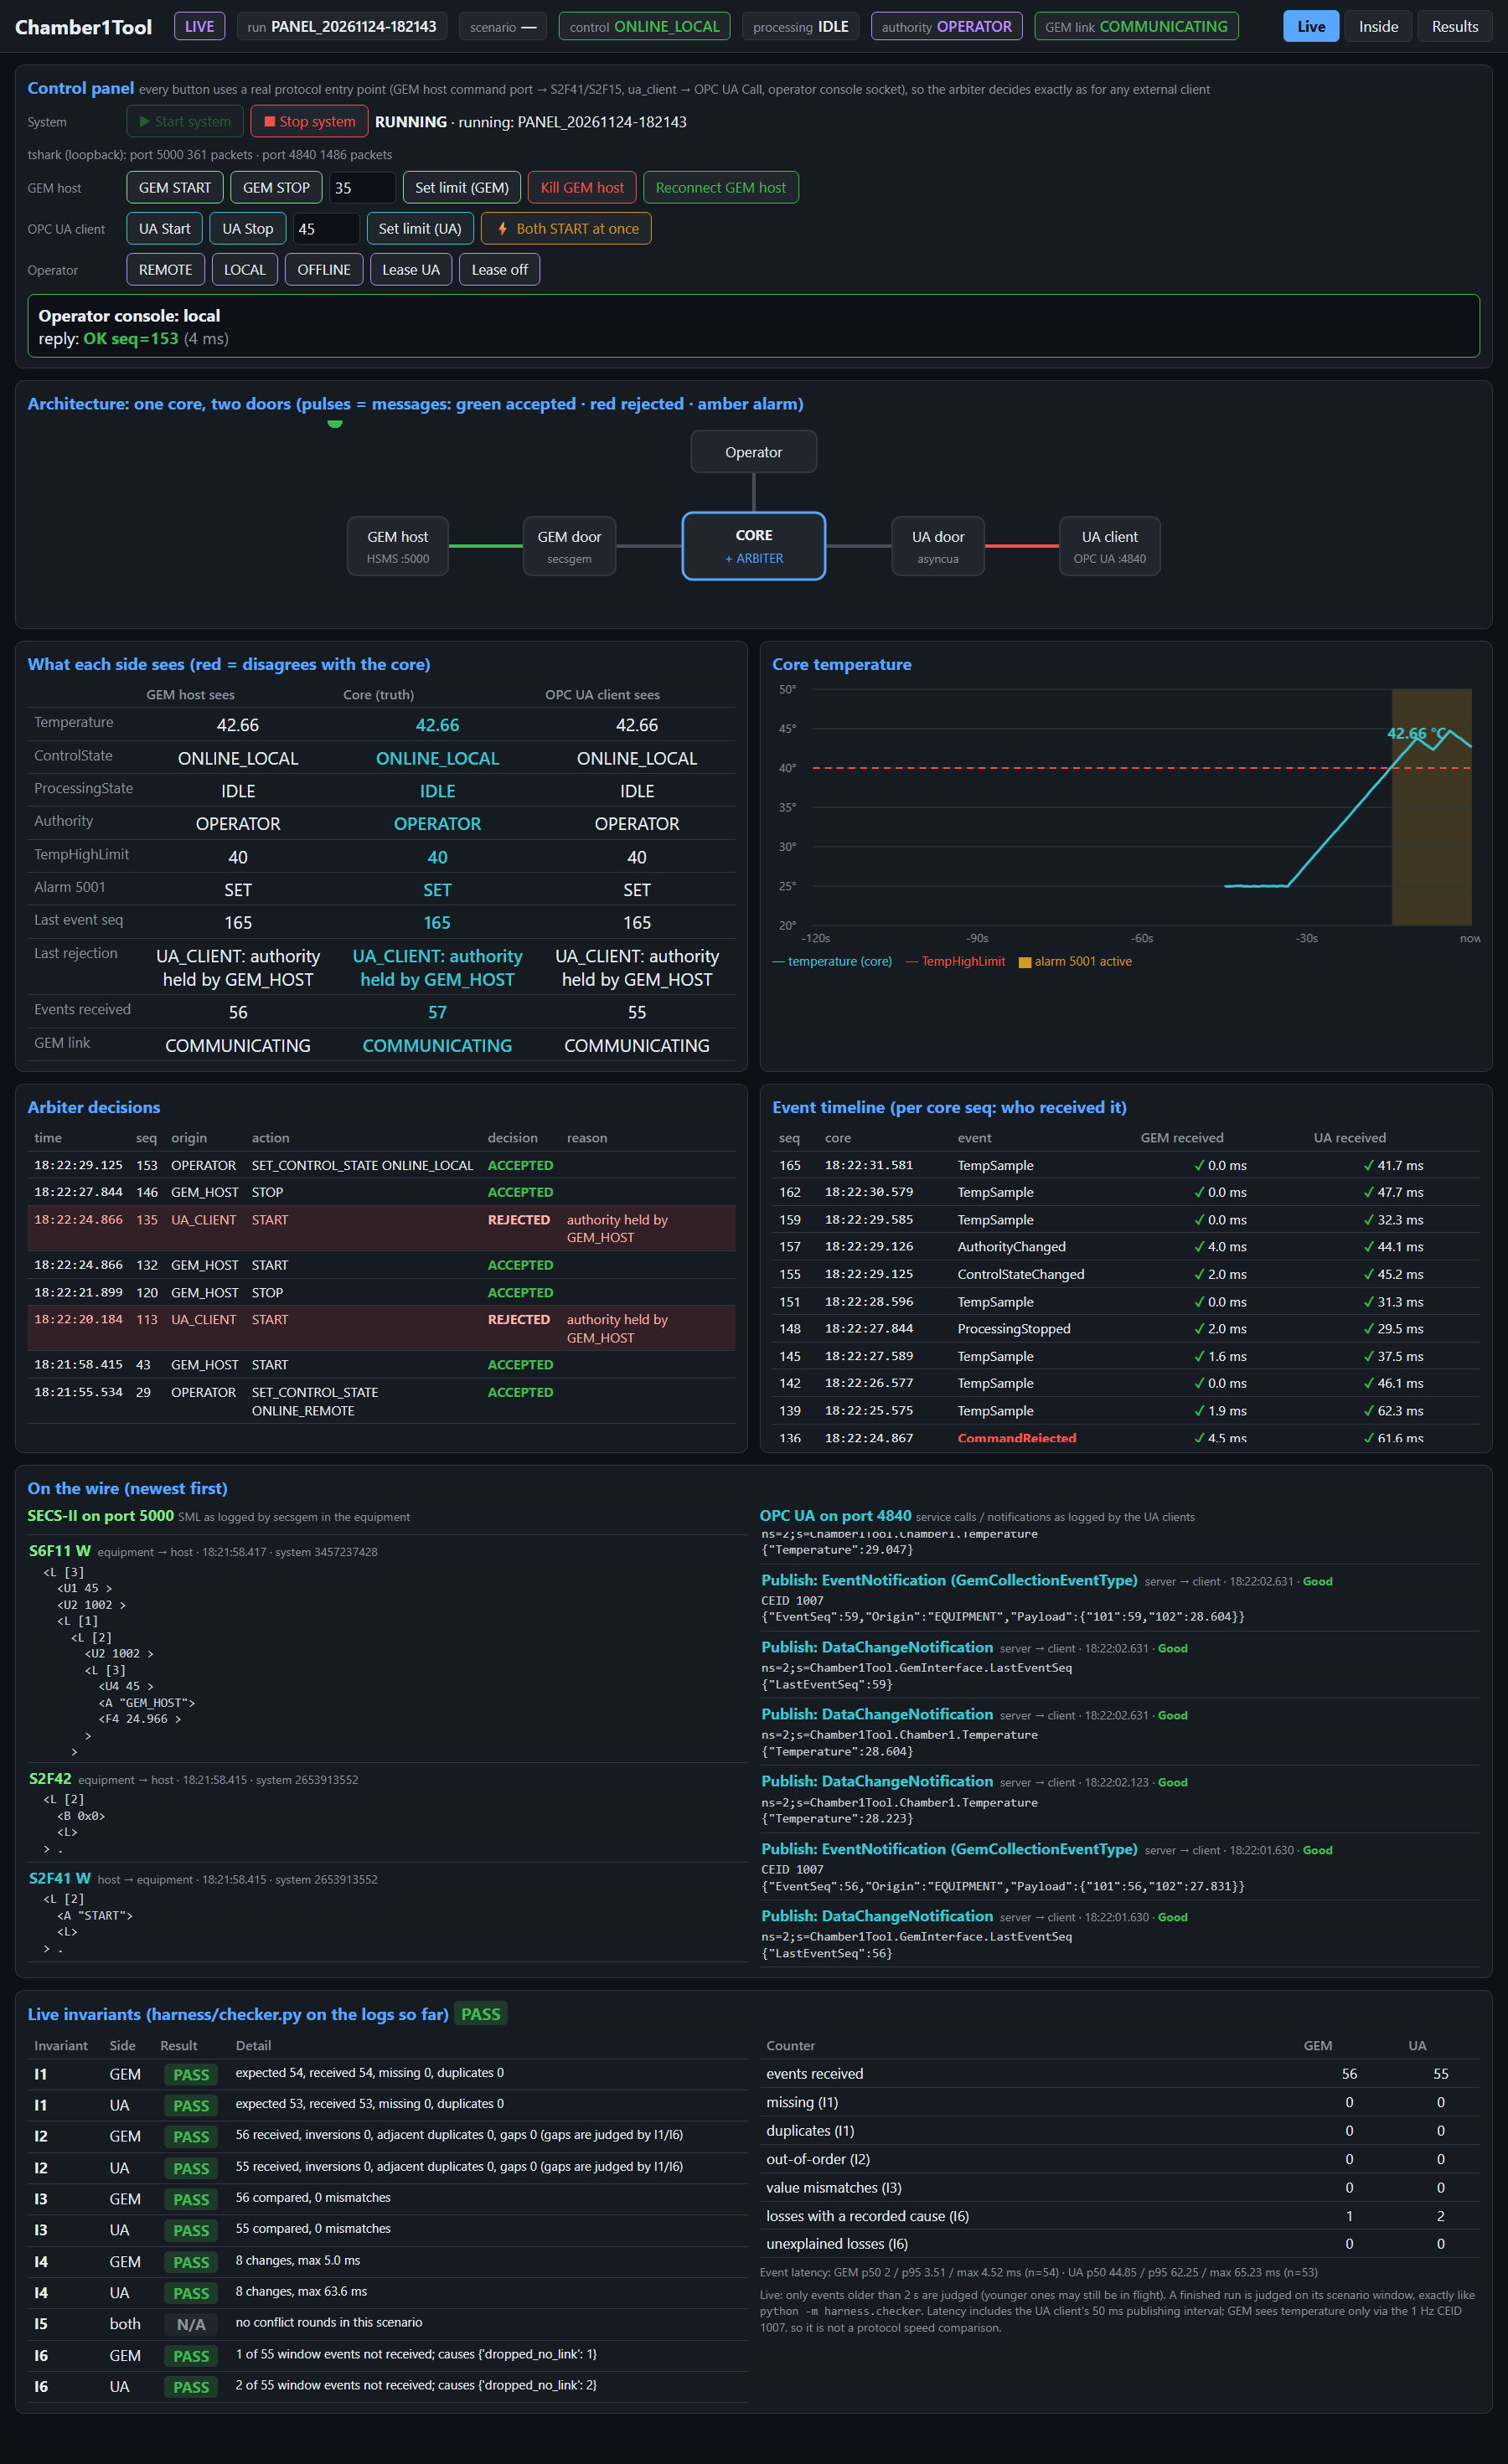 Chamber1Tool LIVE run PANEL_20261124-182143 scenario — control ONLINE_LOCAL processing IDLE authority OPERATOR GEM link COMMUNICATING Live Inside Results
Control panel every button uses a real protocol entry point (GEM host command port → S2F41/S2F15, ua_client → OPC UA Call, operator console socket), so the arbiter decides exactly as for any external client
System ▶ Start system ■ Stop system RUNNING · running: PANEL_20261124-182143
tshark (loopback): port 5000 361 packets · port 4840 1486 packets
GEM host GEM START GEM STOP 35 Set limit (GEM) Kill GEM host Reconnect GEM host
OPC UA client UA Start UA Stop 45 Set limit (UA) ⚡ Both START at once
Operator REMOTE LOCAL OFFLINE Lease UA Lease off
Operator console: local
reply: OK seq=153 (4 ms)
Architecture: one core, two doors (pulses = messages: green accepted · red rejected · amber alarm)
Operator
GEM host GEM door CORE UA door UA client
HSMS :5000 secsgem + ARBITER asyncua OPC UA :4840
What each side sees (red = disagrees with the core)
GEM host sees Core (truth) OPC UA client sees
Temperature 42.66 42.66 42.66
ControlState ONLINE_LOCAL ONLINE_LOCAL ONLINE_LOCAL
ProcessingState IDLE IDLE IDLE
Authority OPERATOR OPERATOR OPERATOR
TempHighLimit 40 40 40
Alarm 5001 SET SET SET
Last event seq 165 165 165
Last rejection UA_CLIENT: authority UA_CLIENT: authority UA_CLIENT: authority
held by GEM_HOST held by GEM_HOST held by GEM_HOST
Events received 56 57 55
GEM link COMMUNICATING COMMUNICATING COMMUNICATING
Core temperature
50°
45°
42.66 °C
40°
35°
30°
25°
20°
-120s -90s -60s -30s now
— temperature (core) --- TempHighLimit alarm 5001 active
Arbiter decisions
time seq origin action decision reason
18:22:29.125 153 OPERATOR SET_CONTROL_STATE ONLINE_LOCAL ACCEPTED
18:22:27.844 146 GEM_HOST STOP ACCEPTED
18:22:24.866 135 UA_CLIENT START REJECTED authority held by
GEM_HOST
18:22:24.866 132 GEM_HOST START ACCEPTED
18:22:21.899 120 GEM_HOST STOP ACCEPTED
18:22:20.184 113 UA_CLIENT START REJECTED authority held by
GEM_HOST
18:21:58.415 43 GEM_HOST START ACCEPTED
18:21:55.534 29 OPERATOR SET_CONTROL_STATE ACCEPTED
ONLINE_REMOTE
Event timeline (per core seq: who received it)
seq core event GEM received UA received
165 18:22:31.581 TempSample ✓ 0.0 ms ✓ 41.7 ms
162 18:22:30.579 TempSample ✓ 0.0 ms ✓ 47.7 ms
159 18:22:29.585 TempSample ✓ 0.0 ms ✓ 32.3 ms
157 18:22:29.126 AuthorityChanged ✓ 4.0 ms ✓ 44.1 ms
155 18:22:29.125 ControlStateChanged ✓ 2.0 ms ✓ 45.2 ms
151 18:22:28.596 TempSample ✓ 0.0 ms ✓ 31.3 ms
148 18:22:27.844 ProcessingStopped ✓ 2.0 ms ✓ 29.5 ms
145 18:22:27.589 TempSample ✓ 1.6 ms ✓ 37.5 ms
142 18:22:26.577 TempSample ✓ 0.0 ms ✓ 46.1 ms
139 18:22:25.575 TempSample ✓ 1.9 ms ✓ 62.3 ms
136 18:22:24.867 CommandRejected ✓ 4.5 ms ✓ 61.6 ms
On the wire (newest first)
SECS-II on port 5000 SML as logged by secsgem in the equipment
S6F11 W equipment → host · 18:21:58.417 · system 3457237428
<L [3]
<U1 45 >
<U2 1002 >
<L [1]
<L [2]
<U2 1002 >
<L [3]
<U4 45 >
<A "GEM_HOST">
<F4 24.966 >
>
>
S2F42 equipment → host · 18:21:58.415 · system 2653913552
<L [2]
<B 0x0>
<L>
> .
S2F41 W host → equipment · 18:21:58.415 · system 2653913552
<L [2]
<A "START">
<L>
> .
OPC UA on port 4840 service calls / notifications as logged by the UA clients
ns=2;s=Chamber1Tool.Chamber1.Temperature
{"Temperature":29.047}
Publish: EventNotification (GemCollectionEventType) server → client · 18:22:02.631 · Good
CEID 1007
{"EventSeq":59,"Origin":"EQUIPMENT","Payload":{"101":59,"102":28.604}}
Publish: DataChangeNotification server → client · 18:22:02.631 · Good
ns=2;s=Chamber1Tool.GemInterface.LastEventSeq
{"LastEventSeq":59}
Publish: DataChangeNotification server → client · 18:22:02.631 · Good
ns=2;s=Chamber1Tool.Chamber1.Temperature
{"Temperature":28.604}
Publish: DataChangeNotification server → client · 18:22:02.123 · Good
ns=2;s=Chamber1Tool.Chamber1.Temperature
{"Temperature":28.223}
Publish: EventNotification (GemCollectionEventType) server → client · 18:22:01.630 · Good
CEID 1007
{"EventSeq":56,"Origin":"EQUIPMENT","Payload":{"101":56,"102":27.831}}
Publish: DataChangeNotification server → client · 18:22:01.630 · Good
ns=2;s=Chamber1Tool.GemInterface.LastEventSeq
{"LastEventSeq":56}
Live invariants (harness/checker.py on the logs so far) PASS
Invariant Side Result Detail
I1 GEM PASS expected 54, received 54, missing 0, duplicates 0
I1 UA PASS expected 53, received 53, missing 0, duplicates 0
I2 GEM PASS 56 received, inversions 0, adjacent duplicates 0, gaps 0 (gaps are judged by I1/I6)
I2 UA PASS 55 received, inversions 0, adjacent duplicates 0, gaps 0 (gaps are judged by I1/I6)
I3 GEM PASS 56 compared, 0 mismatches
I3 UA PASS 55 compared, 0 mismatches
I4 GEM PASS 8 changes, max 5.0 ms
I4 UA PASS 8 changes, max 63.6 ms
I5 both N/A no conflict rounds in this scenario
I6 GEM PASS 1 of 55 window events not received; causes {'dropped_no_link': 1}
I6 UA PASS 2 of 55 window events not received; causes {'dropped_no_link': 2}
Counter GEM UA
events received 56 55
missing (I1) 0 0
duplicates (I1) 0 0
out-of-order (I2) 0 0
value mismatches (I3) 0 0
losses with a recorded cause (I6) 1 2
unexplained losses (I6) 0 0
Event latency: GEM p50 2 / p95 3.51 / max 4.52 ms (n=54) · UA p50 44.85 / p95 62.25 / max 65.23 ms (n=53)
Live: only events older than 2 s are judged (younger ones may still be in flight). A finished run is judged on its scenario window, exactly like
python -m harness.checker. Latency includes the UA client's 50 ms publishing interval; GEM sees temperature only via the 1 Hz CEID
1007, so it is not a protocol speed comparison.